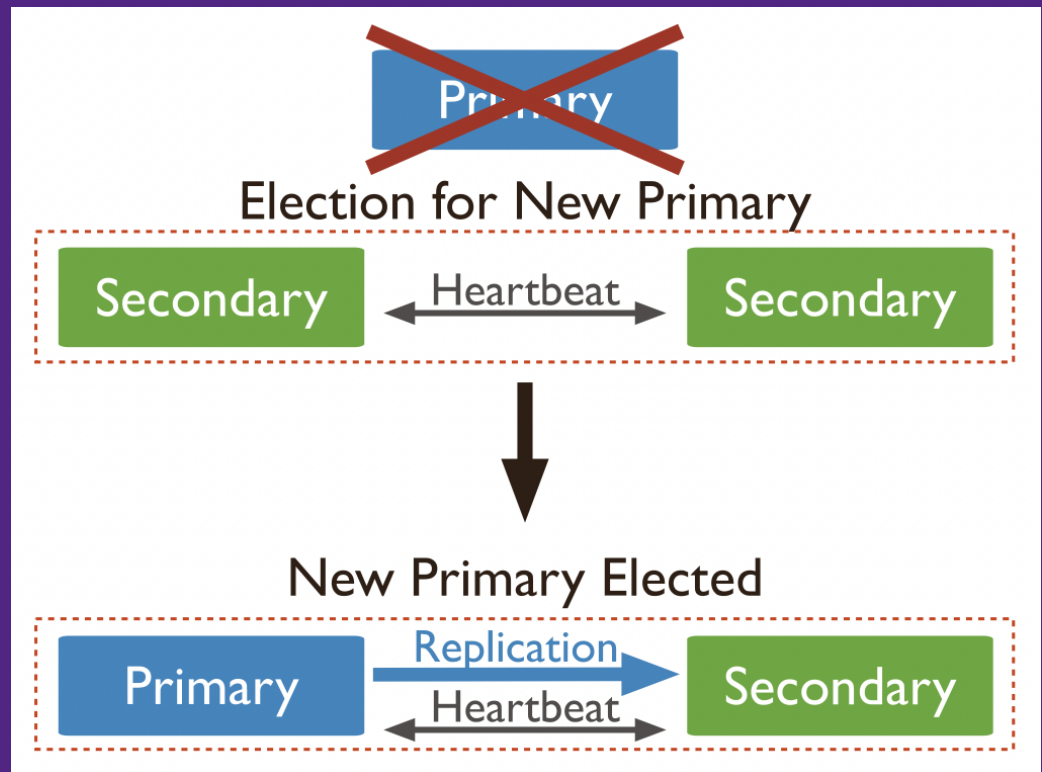 Primary
Election for New Primary
Secondary
Heartbeat
Secondary
New Primary Elected
Primary
Replication
Heartbeat
Secondary